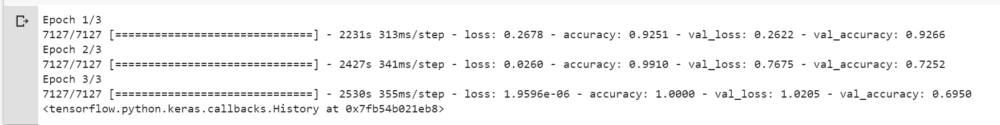 Epoch 1/3
7127/7127 [==============================] - 2231s 313ms/step - loss: 0.2678 - accuracy: 0.9251 - val_loss: 0.2622 - val_accuracy: 0.9266
Epoch 2/3
7127/7127 [==============================] - 2427s 341ms/step - loss: 0.0260 - accuracy: 0.9910 - val_loss: 0.7675 - val_accuracy: 0.7252
Epoch 3/3
7127/7127 [==============================] - 2530s 355ms/step - loss: 1.9596e-06 - accuracy: 1.0000 - val_loss: 1.0205 - val_accuracy: 0.6950
<tensorflow.python.keras.callbacks.History at 0x7fb54b021eb8>